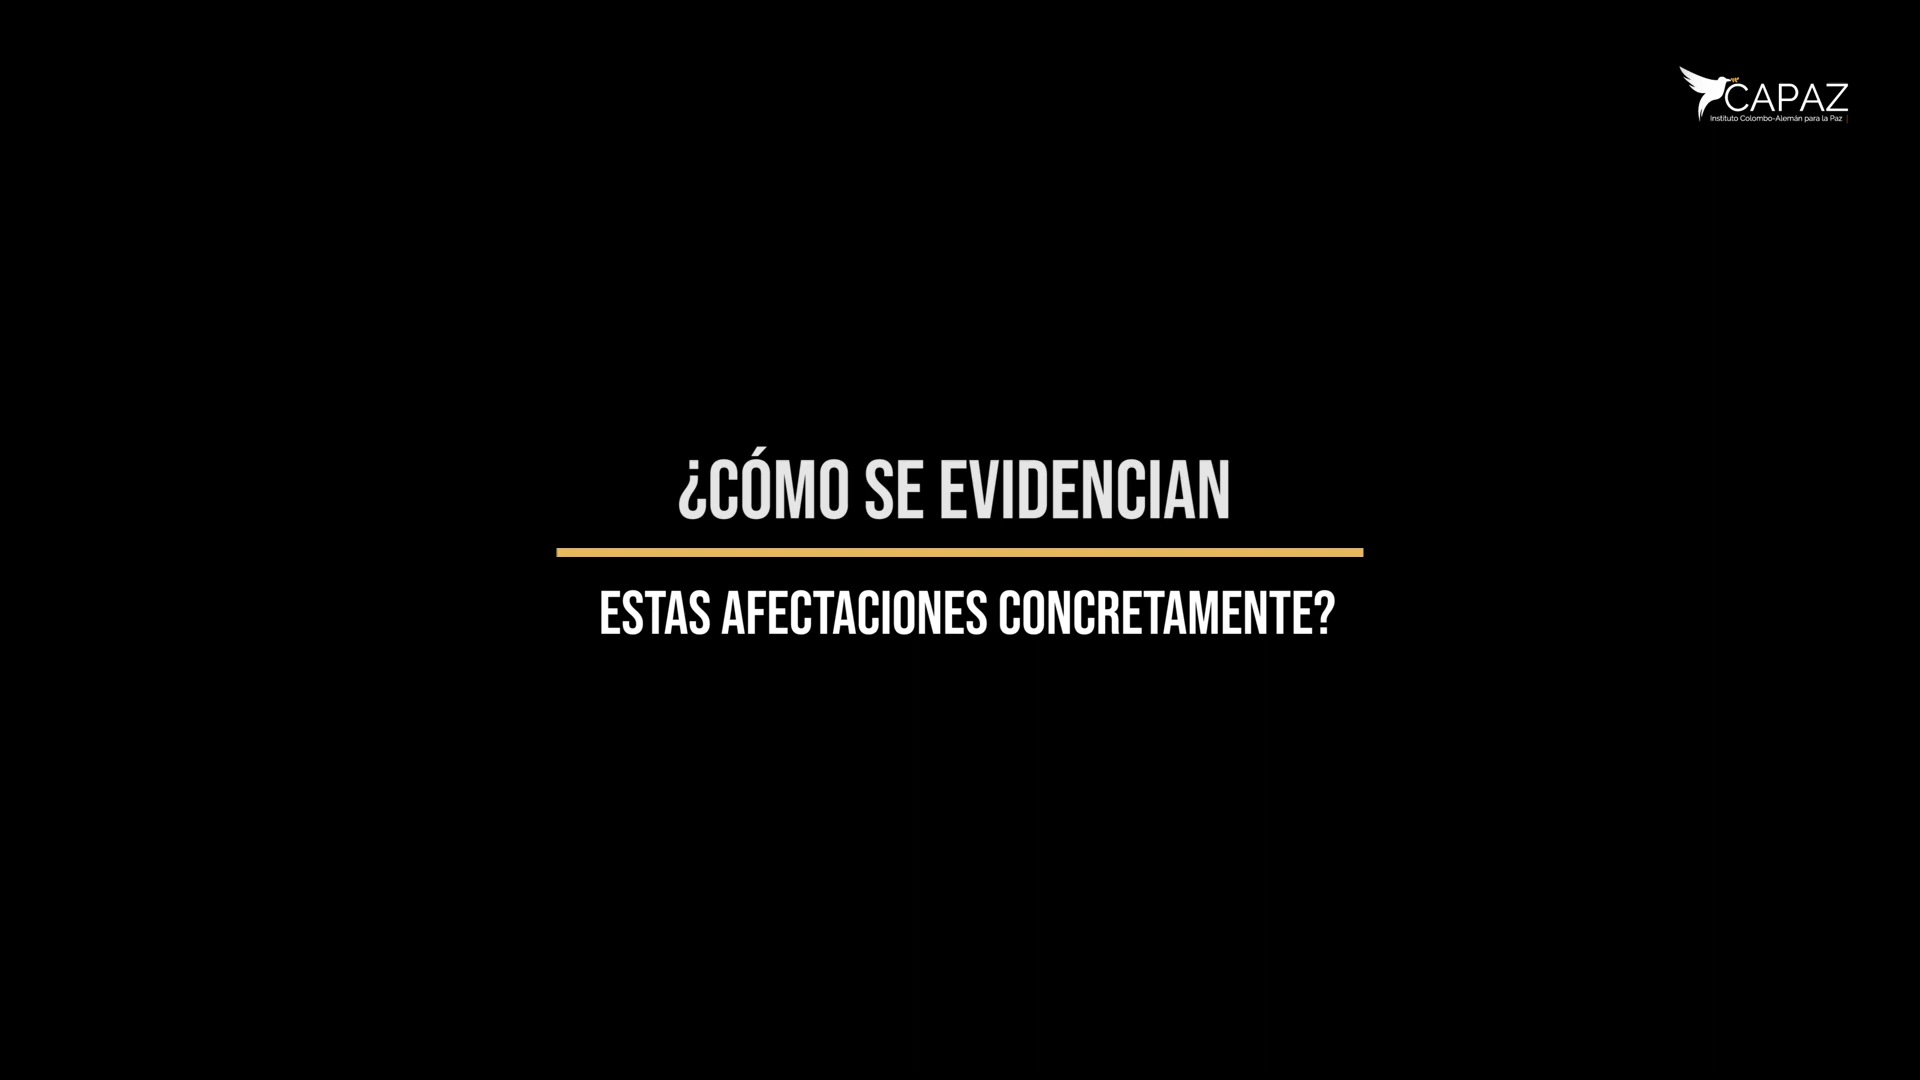 CAPAZ
Instituto Colombo-Alemán para la Paz
¿CÓMO SE EVIDENCIAN
ESTAS AFECTACIONES CONCRETAMENTE?